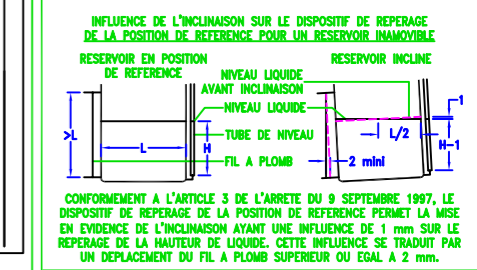 INFLUENCE DE L'INCLINAISON SUR LE DISPOSITIF DE REPERAGE
DE LA POSITION DE REFERENCE POUR UN RESERVOIR INAMOVIBLE
RESERVOIR EN POSITION
DE REFERENCE
RESERVOIR INCLINE
NIVEAU LIQUIDE
AVANT INCLINAISON
NIVEAU LIQUIDE
TUBE DE NIVEAU
FIL A PLOMB
>L
L
H
L/2
1
H-1
2 mini
CONFORMEMENT A L'ARTICLE 3 DE L'ARRETE DU 9 SEPTEMBRE 1997, LE
DISPOSITIF DE REPERAGE DE LA POSITION DE REFERENCE PERMET LA MISE
EN EVIDENCE DE L'INCLINAISON AYANT UNE INFLUENCE DE 1 mm SUR LE
REPERAGE DE LA HAUTEUR DE LIQUIDE. CETTE INFLUENCE SE TRADUIT PAR
UN DEPLACEMENT DU FIL A PLOMB SUPERIEUR OU EGAL A 2 mm.